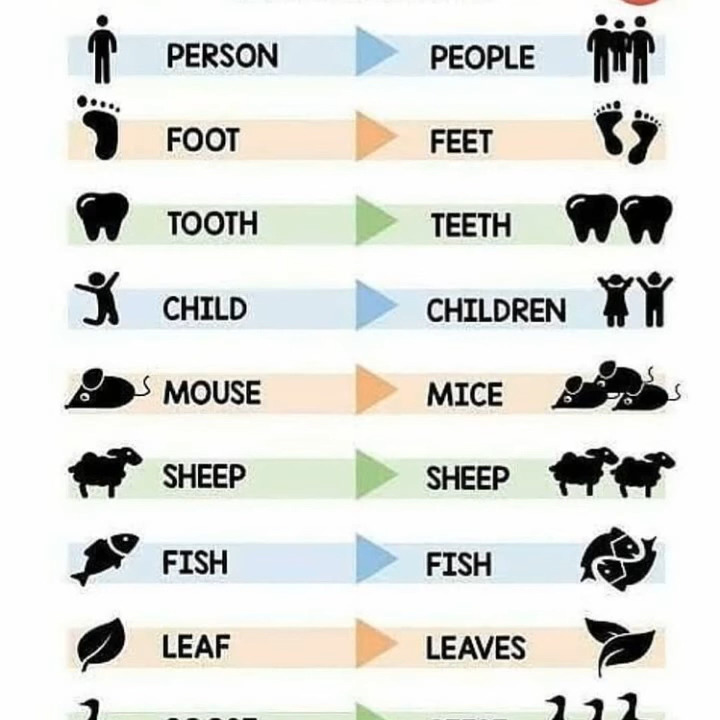 PERSON PEOPLE
FOOT FEET
TOOTH TEETH
CHILD CHILDREN
MOUSE MICE
SHEEP SHEEP
FISH FISH
LEAF LEAVES